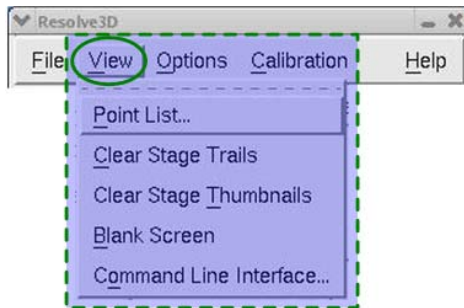 Resolve3D
File View Options Calibration Help
Point List...
Clear Stage Trails
Clear Stage Thumbnails
Blank Screen
Command Line Interface...